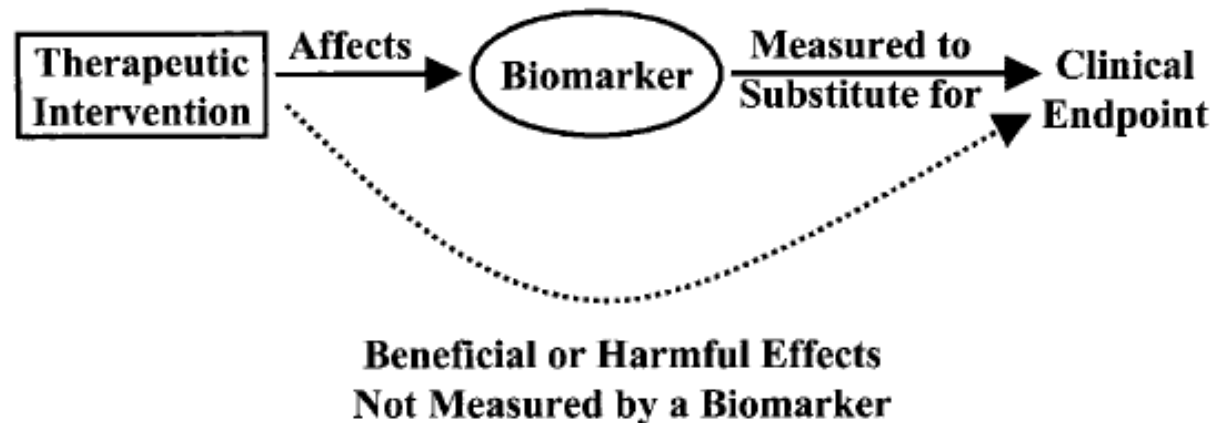 Therapeutic
Intervention
Affects
Biomarker
Measured to
Substitute for
Clinical
Endpoint
Beneficial or Harmful Effects
Not Measured by a Biomarker